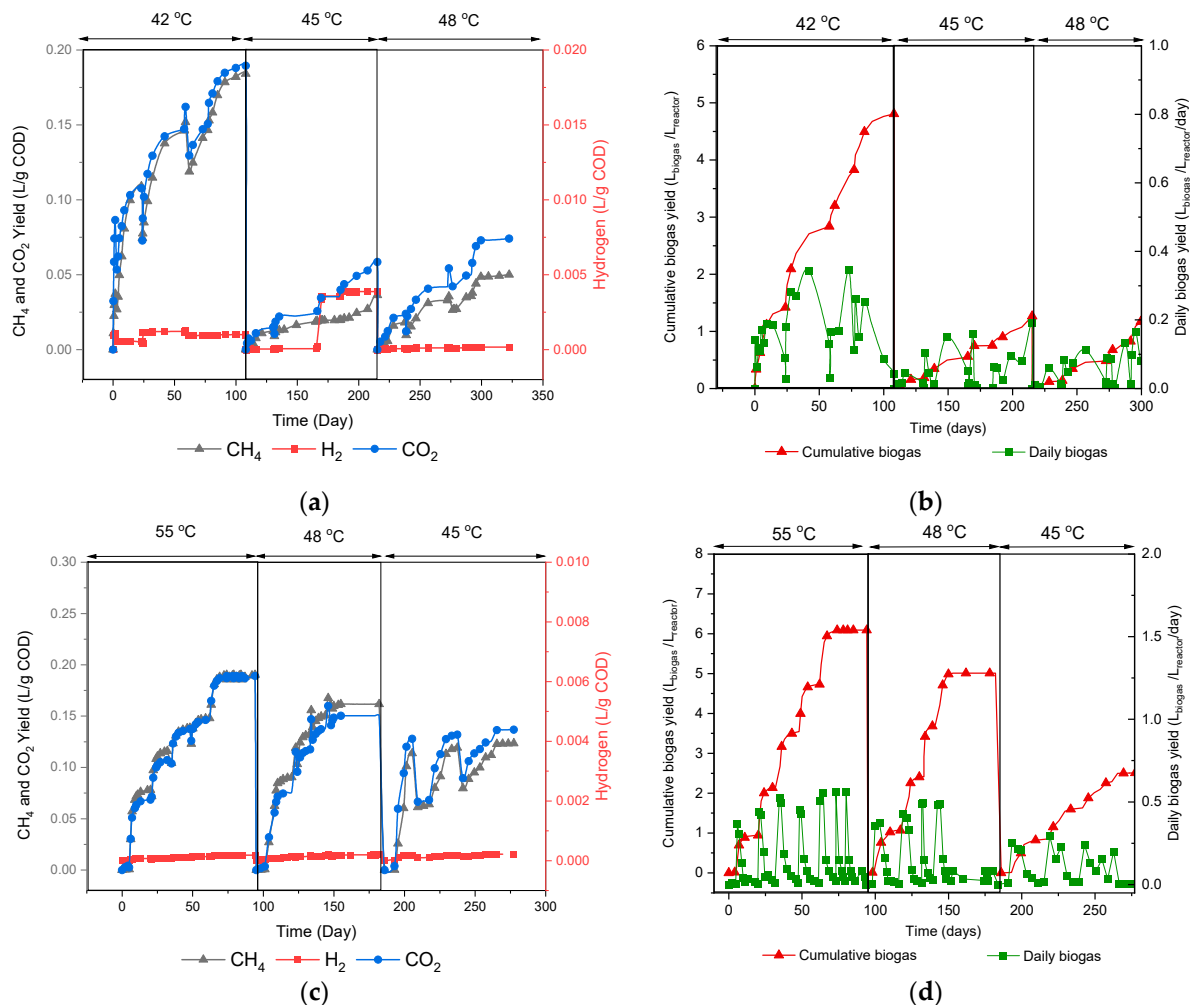 42 °C 45 °C 48 °C
0.20
0.15
0.10
0.05
0.00
CH4 and CO2 Yield (L/g COD)
0.020
0.015
0.010
0.005
0.000
Hydrogen (L/g COD)
0 50 100 150 200 250 300 350
Time (Day)
CH4 H2 CO2
(a)
42 °C 45 °C 48 °C
6
5
4
3
2
1
0
Cumulative biogas yield (Lbiogas /Lreactor)
1.0
0.8
0.6
0.4
0.2
0.0
Daily biogas yield (Lbiogas /Lreactor/day)
0 50 100 150 200 250 300
Time (days)
Cumulative biogas Daily biogas
(b)
55 °C 48 °C 45 °C
0.30
0.25
0.20
0.15
0.10
0.05
0.00
CH4 and CO2 Yield (L/g COD)
0.010
0.008
0.006
0.004
0.002
0.000
Hydrogen (L/g COD)
0 50 100 150 200 250 300
Time (Day)
CH4 H2 CO2
(c)
55 °C 48 °C 45 °C
8
7
6
5
4
3
2
1
0
Cumulative biogas yield (Lbiogas /Lreactor)
2.0
1.5
1.0
0.5
0.0
Daily biogas yield (Lbiogas /Lreactor/day)
0 50 100 150 200 250
Time (days)
Cumulative biogas Daily biogas
(d)